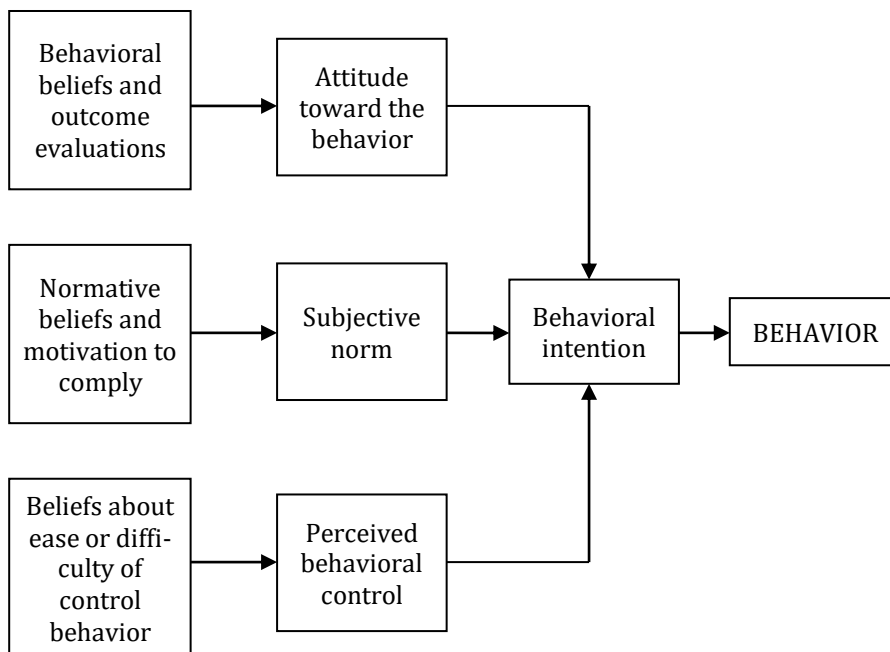 Behavioral
beliefs and
outcome
evaluations
Attitude
toward the
behavior
Normative
beliefs and
motivation to
comply
Subjective
norm
Behavioral
intention
BEHAVIOR
Beliefs about
ease or diffi-
culty of
control
behavior
Perceived
behavioral
control